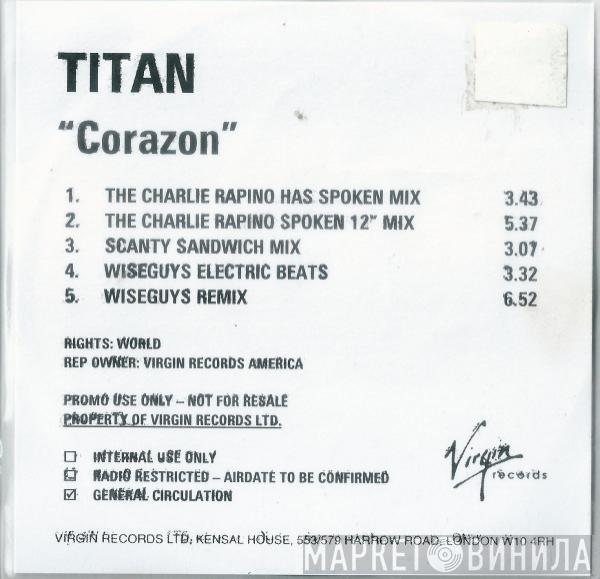 TITAN
"Corazon"
1. THE CHARLIE RAPINO HAS SPOKEN MIX 3.43
2. THE CHARLIE RAPINO SPOKEN 12" MIX 5.37
3. SCANTY SANDWICH MIX 3.07
4. WISEGUYS ELECTRIC BEATS 3.32
5. WISEGUYS REMIX 6.52
RIGHTS: WORLD
REP OWNER: VIRGIN RECORDS AMERICA
PROMO USE ONLY – NOT FOR RESALE
PROPERTY OF VIRGIN RECORDS LTD.
INTERNAL USE ONLY
RADIO RESTRICTED – AIRDATE TO BE CONFIRMED
GENERAL CIRCULATION
Virgin
records
VIRGIN RECORDS LTD, KENSAL HOUSE, 553/579 HARROW ROAD, LONDON W10 4RH
МАРКЕТОВИНИЛА